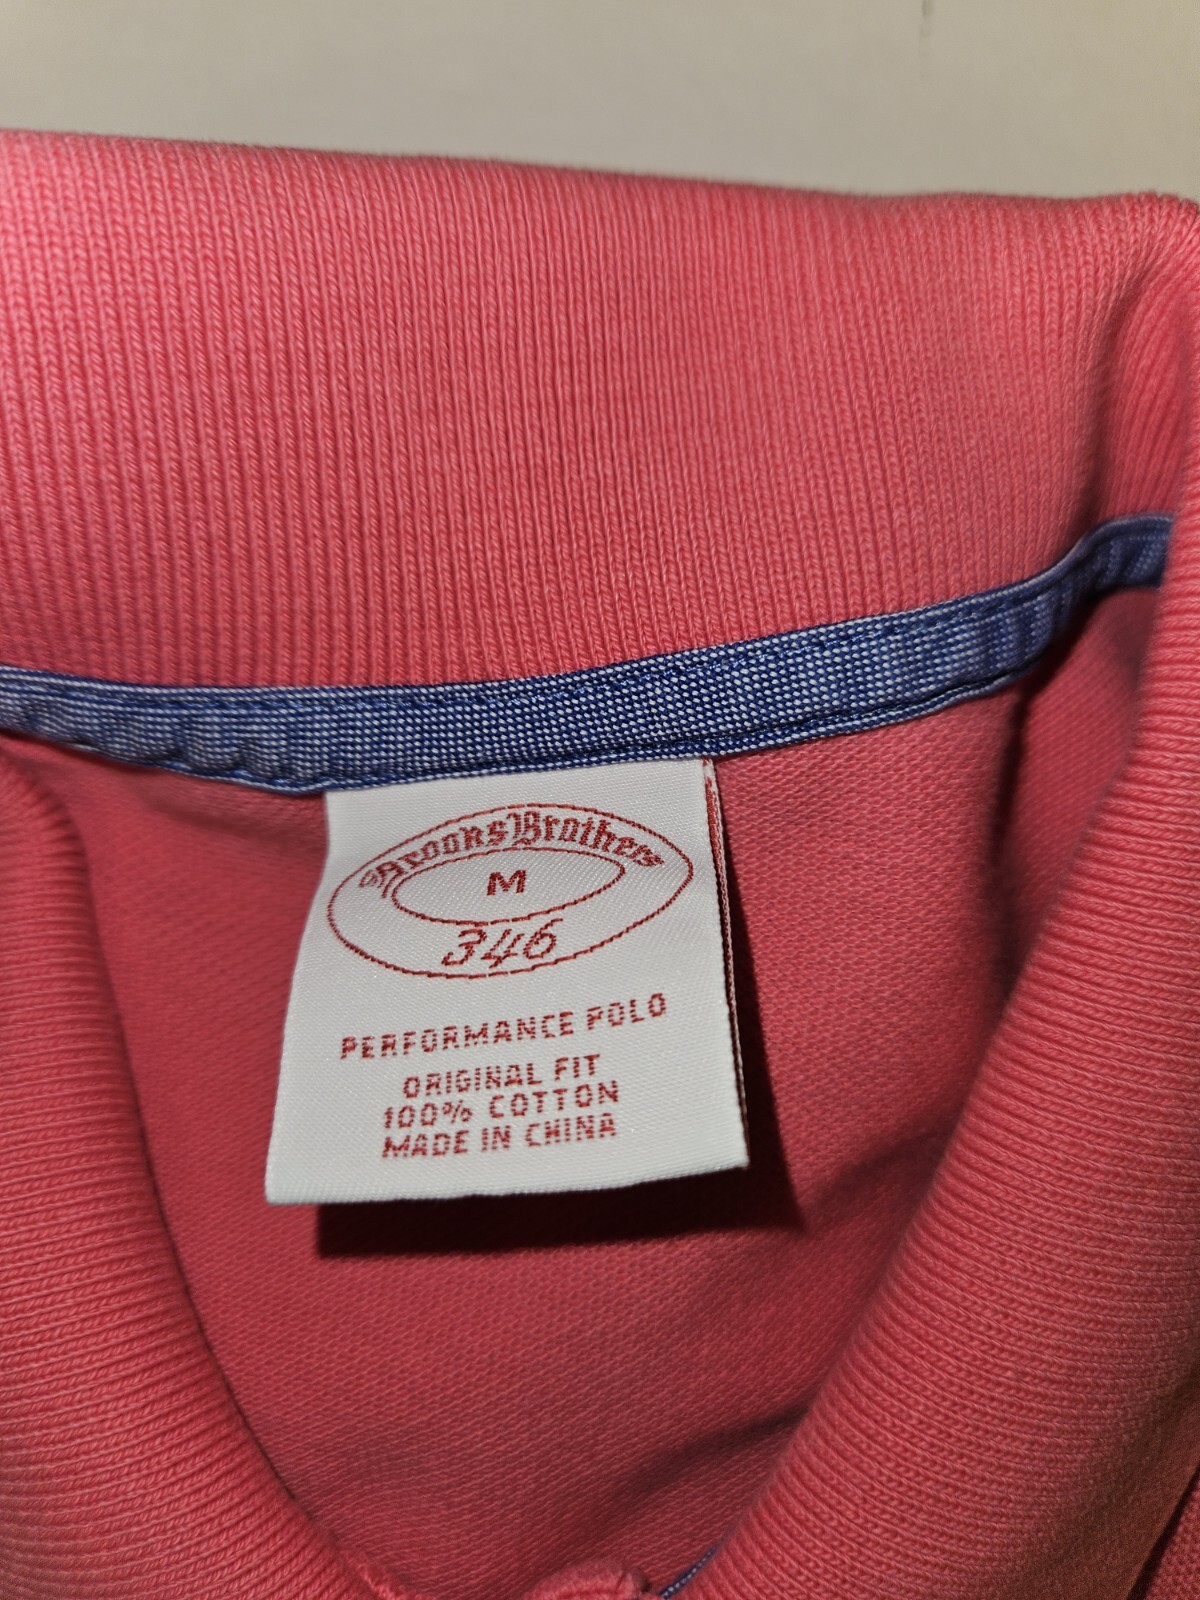 Brooks Brothers
M
346
PERFORMANCE POLO
ORIGINAL FIT
100% COTTON
MADE IN CHINA